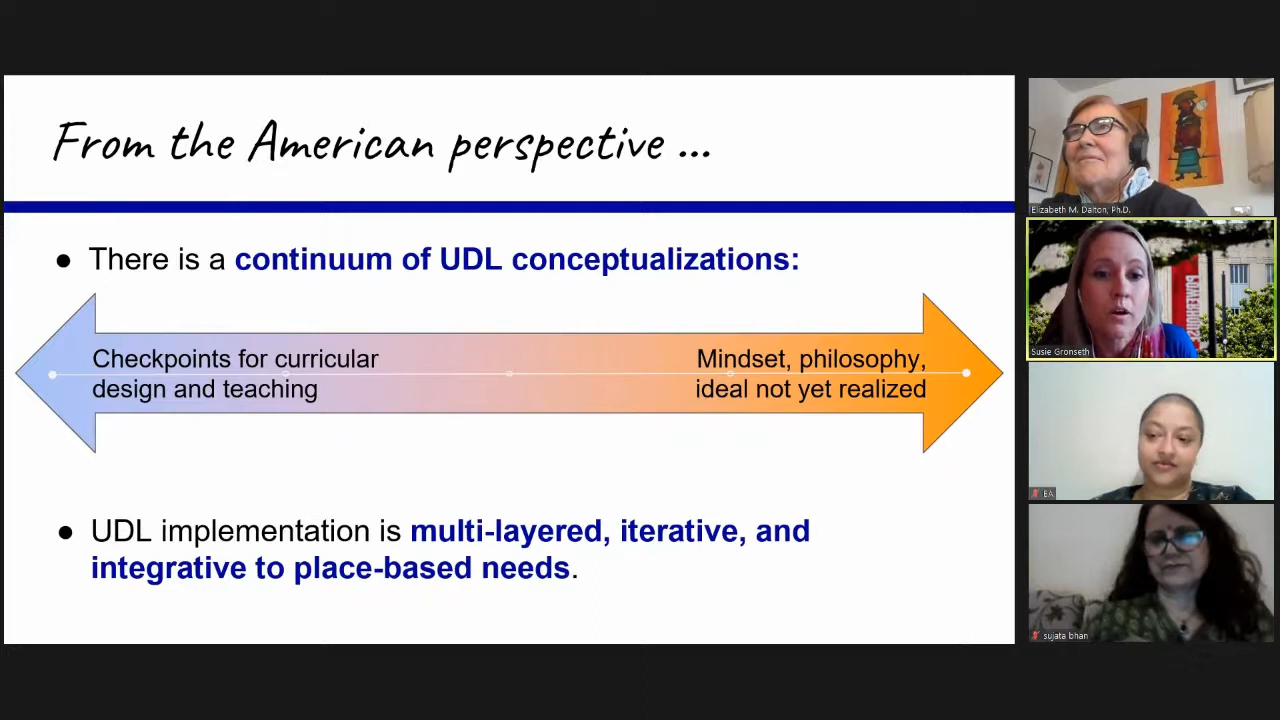 From the American perspective ...
● There is a continuum of UDL conceptualizations:
Checkpoints for curricular
design and teaching
Mindset, philosophy,
ideal not yet realized
● UDL implementation is multi-layered, iterative, and
integrative to place-based needs.
Elizabeth M. Dalton, Ph.D.
Susie Gronseth
EA
sujata bhan